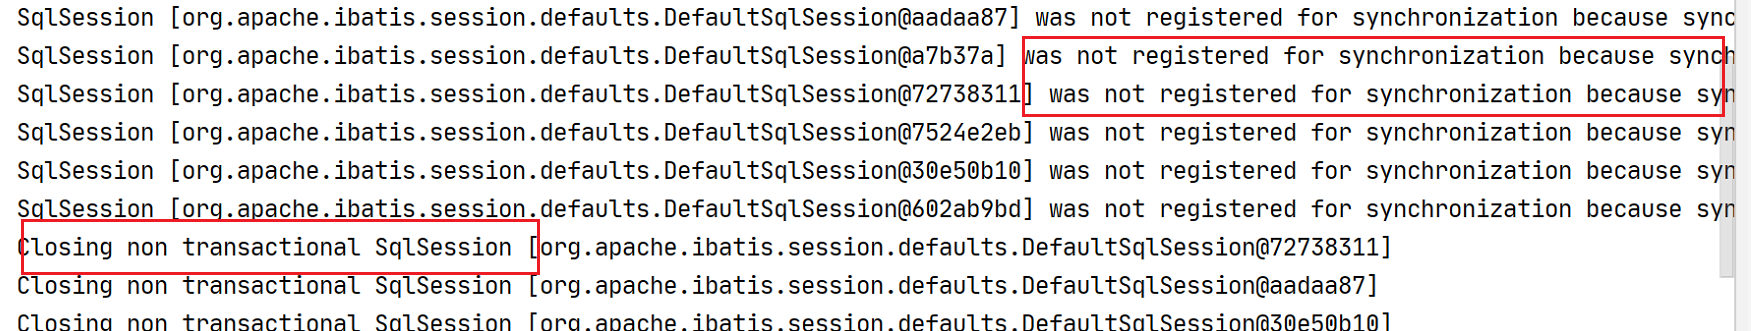 SqlSession [org.apache.ibatis.session.defaults.DefaultSqlSession@aadaa87] was not registered for synchronization because sync
SqlSession [org.apache.ibatis.session.defaults.DefaultSqlSession@a7b37a] was not registered for synchronization because synch
SqlSession [org.apache.ibatis.session.defaults.DefaultSqlSession@72738311] was not registered for synchronization because syn
SqlSession [org.apache.ibatis.session.defaults.DefaultSqlSession@7524e2eb] was not registered for synchronization because syn
SqlSession [org.apache.ibatis.session.defaults.DefaultSqlSession@30e50b10] was not registered for synchronization because syn
SqlSession [org.apache.ibatis.session.defaults.DefaultSqlSession@602ab9bd] was not registered for synchronization because syn
Closing non transactional SqlSession [org.apache.ibatis.session.defaults.DefaultSqlSession@72738311]
Closing non transactional SqlSession [org.apache.ibatis.session.defaults.DefaultSqlSession@aadaa87]
Closing non transactional SqlSession [org.apache.ibatis.session.defaults.DefaultSqlSession@30e50b10]